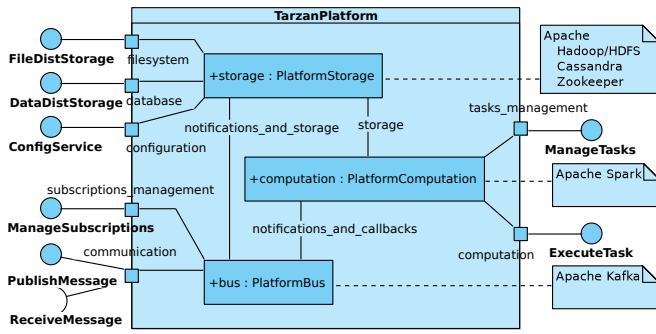 TarzanPlatform
FileDistStorage
filesystem
+storage : PlatformStorage
Apache
Hadoop/HDFS
Cassandra
Zookeeper
DataDistStorage
database
tasks_management
notifications_and_storage
storage
ConfigService
configuration
ManageTasks
+computation : PlatformComputation
Apache Spark
subscriptions_management
ManageSubscriptions
notifications_and_callbacks
communication
computation
ExecuteTask
PublishMessage
+bus : PlatformBus
Apache Kafka
ReceiveMessage